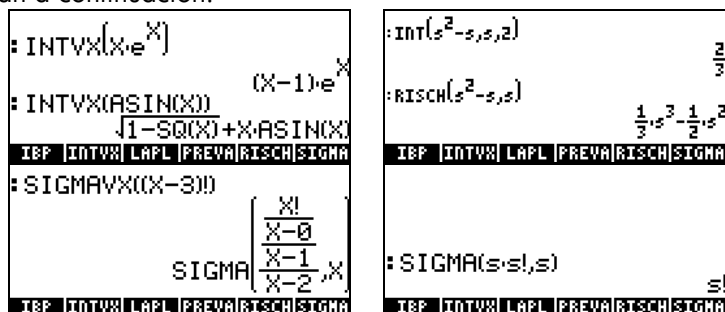 an a continuación.
: INTVX(X·e^X)
(X-1)·e^X
: INTVX(ASIN(X))
√1-SQ(X)+X·ASIN(X)
IBP INTVX LAPL PREVA RISCH SIGMA
: SIGMAVX((X-3)!)
SIGMA(X!/(X-0)/(X-1)/(X-2),X)
IBP INTVX LAPL PREVA RISCH SIGMA
:INT(s²-s,s,2)
2/3
:RISCH(s²-s,s)
1/3·s³-1/2·s²
IBP INTVX LAPL PREVA RISCH SIGMA
:SIGMA(s·s!,s)
s!
IBP INTVX LAPL PREVA RISCH SIGMA